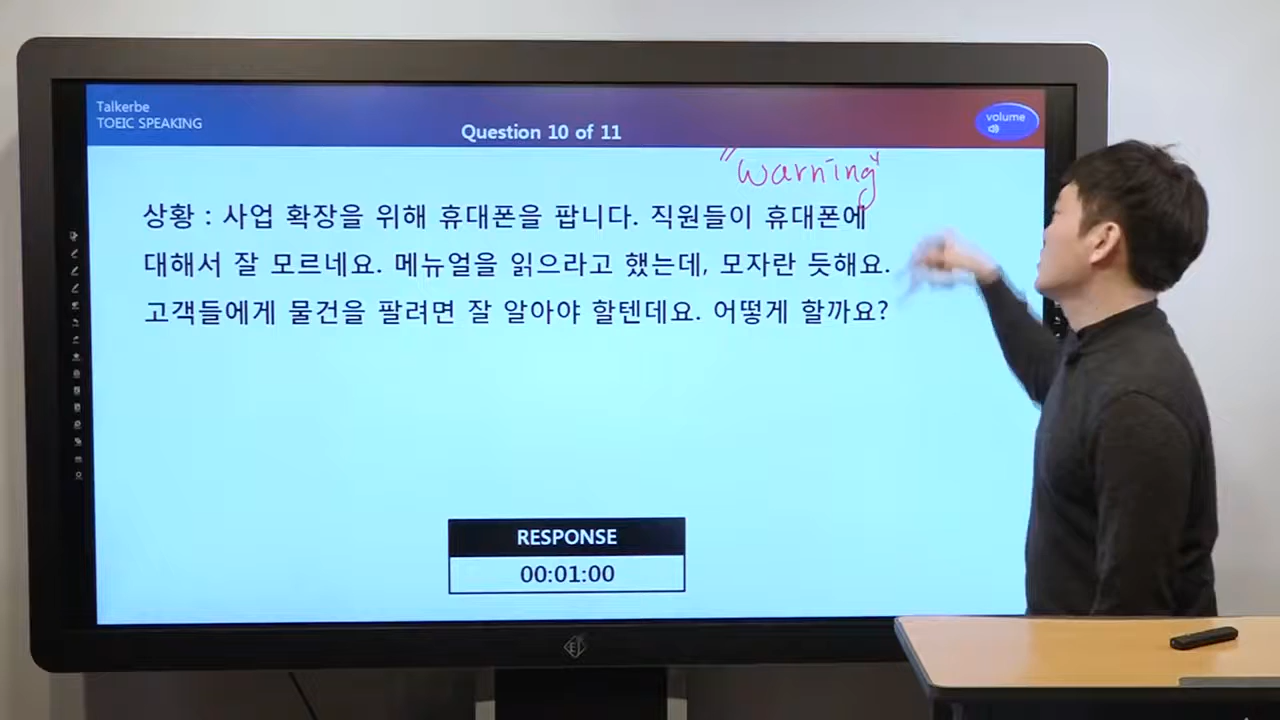 Talkerbe
TOEIC SPEAKING
Question 10 of 11
volume
"warning"
상황 : 사업 확장을 위해 휴대폰을 팝니다. 직원들이 휴대폰에
대해서 잘 모르네요. 메뉴얼을 읽으라고 했는데, 모자란 듯해요.
고객들에게 물건을 팔려면 잘 알아야 할텐데요. 어떻게 할까요?
RESPONSE
00:01:00